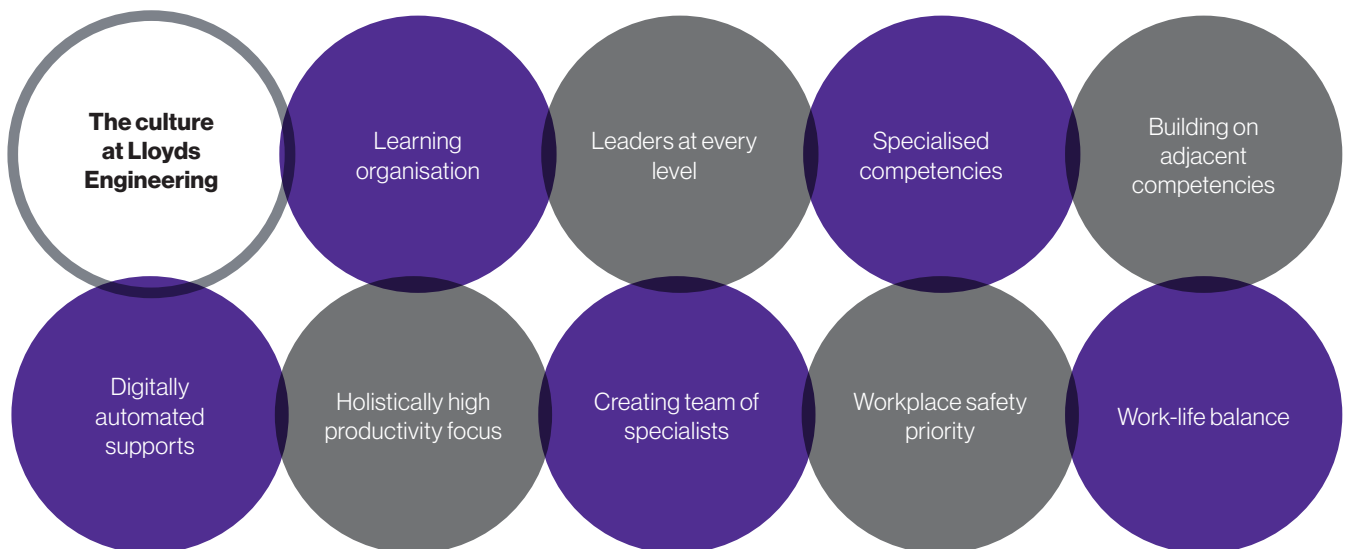 The culture
at Lloyds
Engineering
Learning
organisation
Leaders at every
level
Specialised
competencies
Building on
adjacent
competencies
Digitally
automated
supports
Holistically high
productivity focus
Creating team of
specialists
Workplace safety
priority
Work-life balance